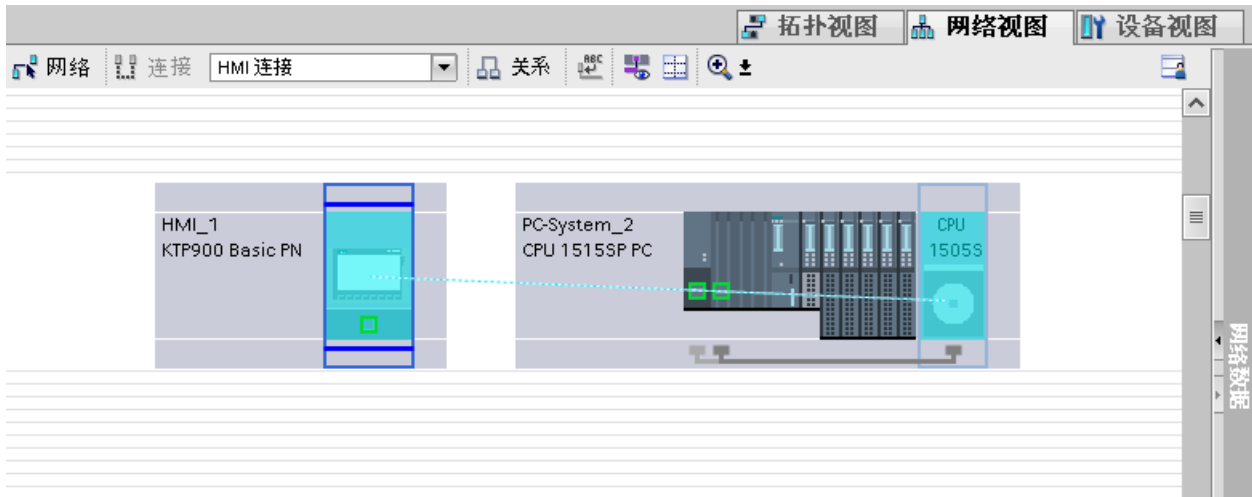 拓扑视图 网络视图 设备视图
网络 连接 HMI 连接 关系
HMI_1
KTP900 Basic PN
PC-System_2
CPU 1515SP PC
CPU
1505S
网络数据